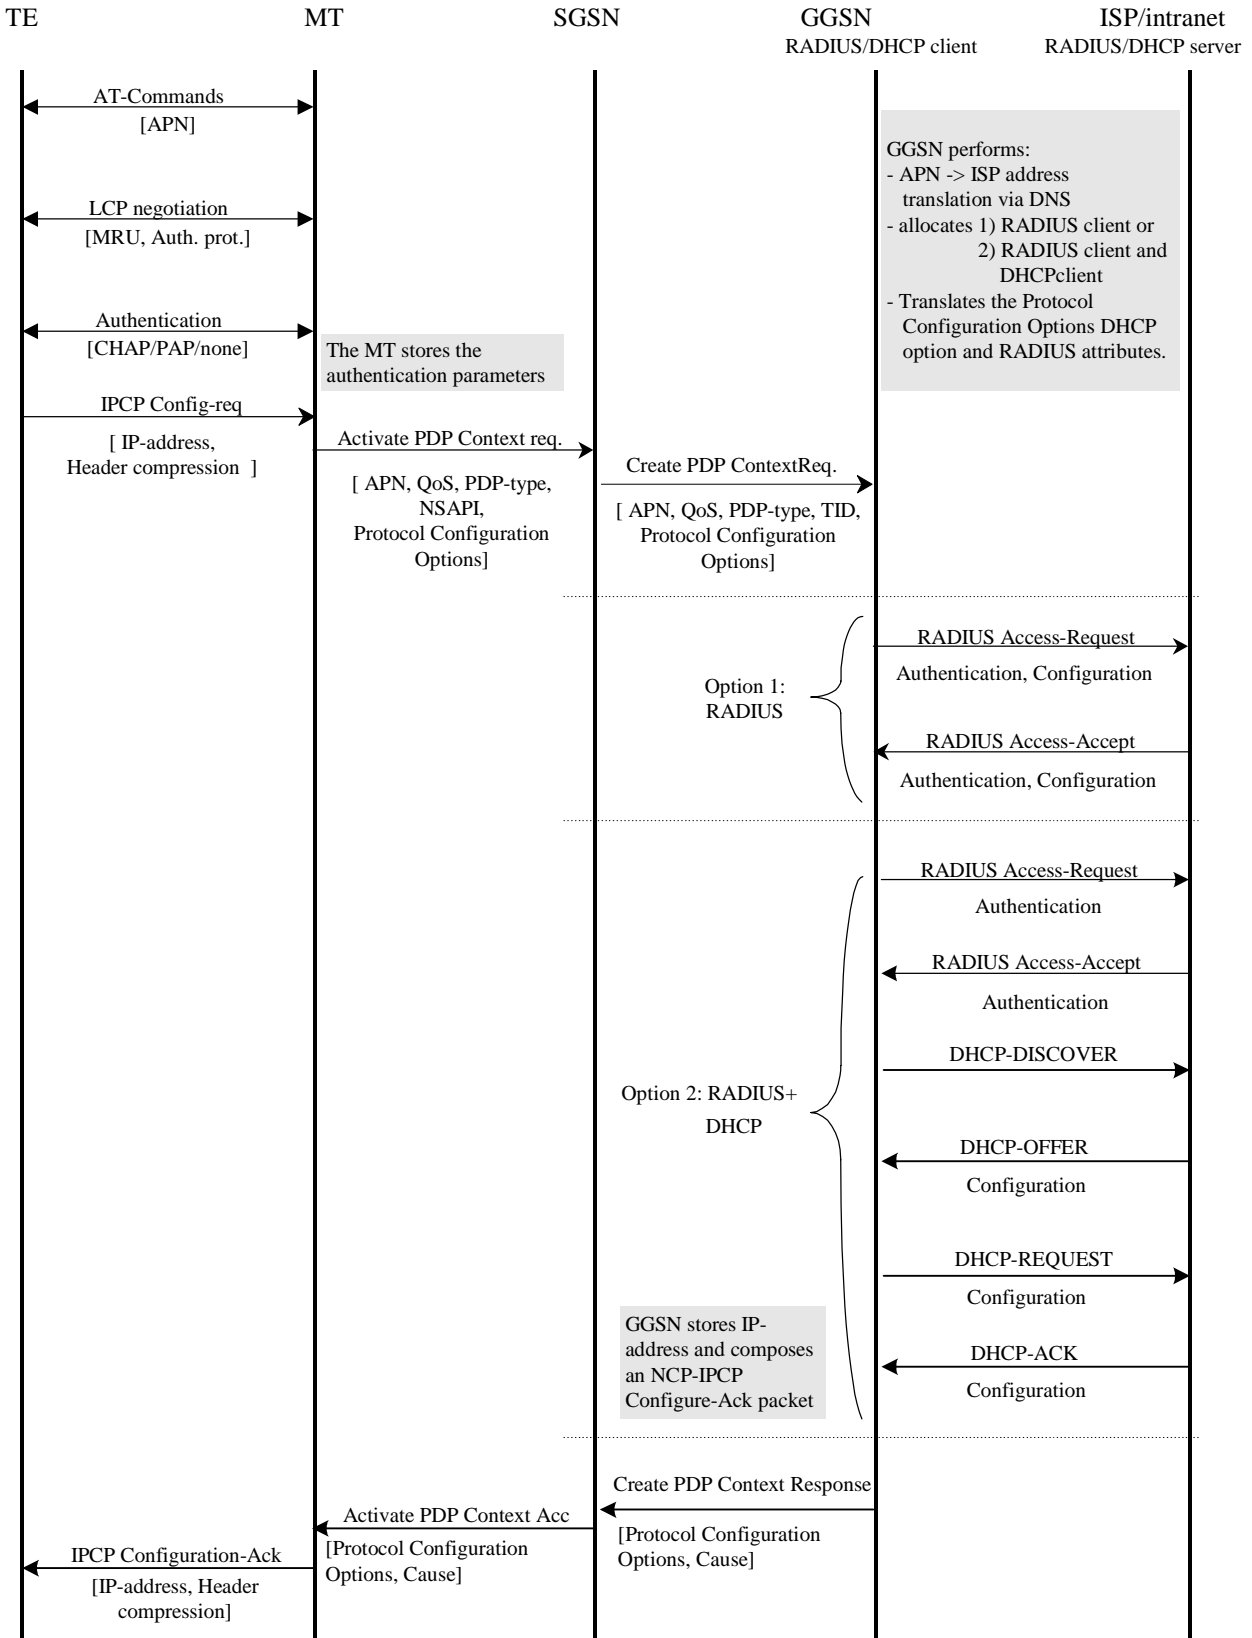 TE
MT
SGSN
GGSN
ISP/intranet
RADIUS/DHCP client
RADIUS/DHCP server
AT-Commands
[APN]
GGSN performs:
- APN -> ISP address
translation via DNS
- allocates 1) RADIUS client or
2) RADIUS client and
DHCPclient
- Translates the Protocol
Configuration Options DHCP
option and RADIUS attributes.
LCP negotiation
[MRU, Auth. prot.]
Authentication
[CHAP/PAP/none]
The MT stores the
authentication parameters
IPCP Config-req
[ IP-address,
Header compression ]
Activate PDP Context req.
[ APN, QoS, PDP-type,
NSAPI,
Protocol Configuration
Options]
Create PDP ContextReq.
[ APN, QoS, PDP-type, TID,
Protocol Configuration
Options]
Option 1:
RADIUS
RADIUS Access-Request
Authentication, Configuration
RADIUS Access-Accept
Authentication, Configuration
RADIUS Access-Request
Authentication
RADIUS Access-Accept
Authentication
DHCP-DISCOVER
Option 2: RADIUS+
DHCP
DHCP-OFFER
Configuration
DHCP-REQUEST
Configuration
GGSN stores IP-
address and composes
an NCP-IPCP
Configure-Ack packet
DHCP-ACK
Configuration
Create PDP Context Response
[Protocol Configuration
Options, Cause]
Activate PDP Context Acc
[Protocol Configuration
Options, Cause]
IPCP Configuration-Ack
[IP-address, Header
compression]